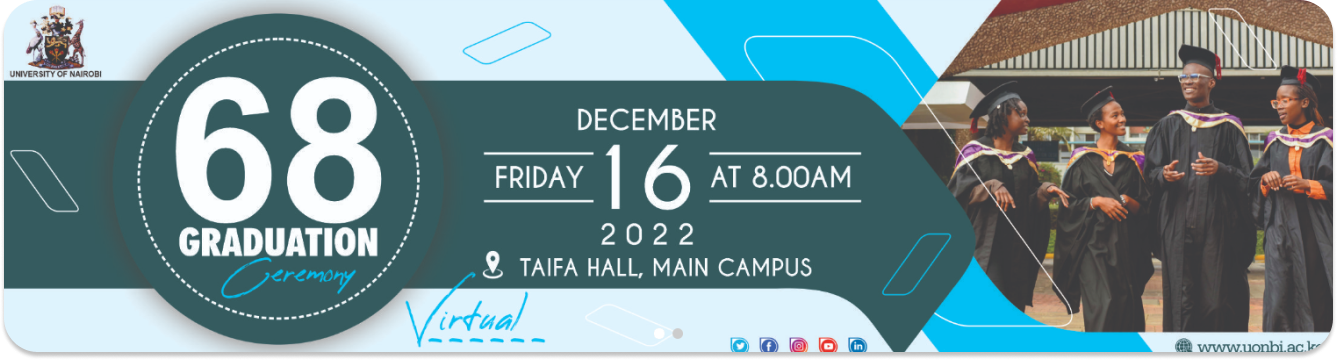 UNIVERSITY OF NAIROBI
68
GRADUATION
Ceremony
DECEMBER
FRIDAY 16 AT 8.00AM
2022
TAIFA HALL, MAIN CAMPUS
Virtual
www.uonbi.ac.ke